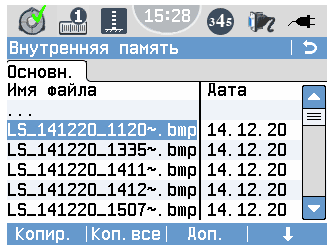 1 15:28 345
Внутренняя память
Основн.
Имя файла Дата
...
LS_141220_1120~.bmp 14.12.20
LS_141220_1335~.bmp 14.12.20
LS_141220_1411~.bmp 14.12.20
LS_141220_1412~.bmp 14.12.20
LS_141220_1507~.bmp 14.12.20
Копир. Коп.все Доп.